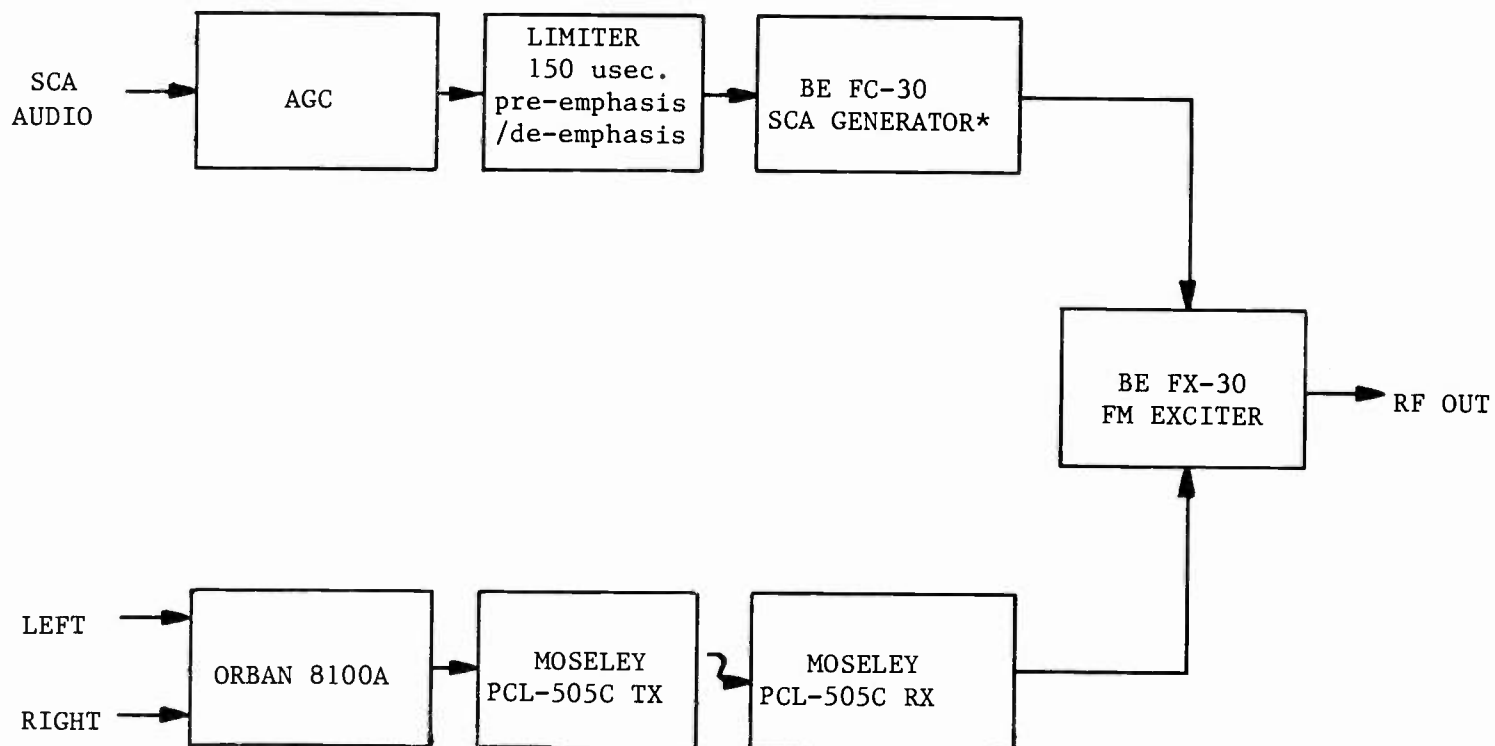 SCA
AUDIO
AGC
LIMITER
150 usec.
pre-emphasis
/de-emphasis
BE FC-30
SCA GENERATOR*
BE FX-30
FM EXCITER
RF OUT
LEFT
RIGHT
ORBAN 8100A
MOSELEY
PCL-505C TX
MOSELEY
PCL-505C RX